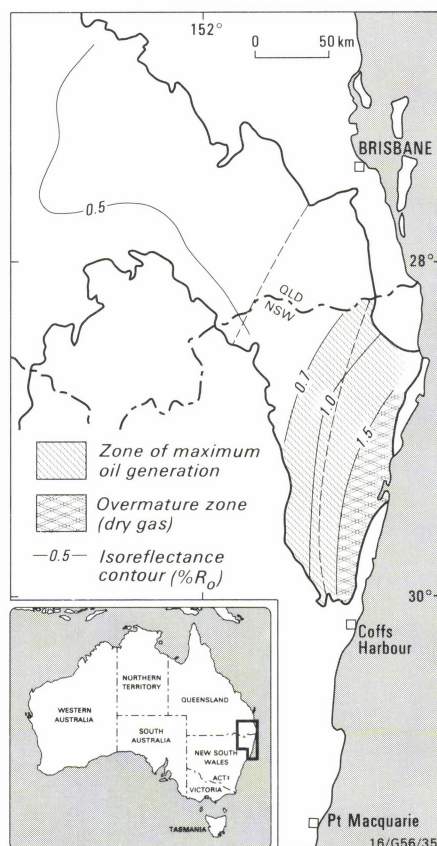 152°
0 50 km
BRISBANE
0.5
28°
QLD
NSW
0.7
1.0
1.5
Zone of maximum
oil generation
Overmature zone
(dry gas)
—0.5— Isoreflectance
contour (%Ro)
30°
Coffs
Harbour
NORTHERN
TERRITORY
QUEENSLAND
WESTERN
AUSTRALIA
SOUTH
AUSTRALIA
NEW SOUTH
WALES
ACT
VICTORIA
TASMANIA
Pt Macquarie
16/G56/35